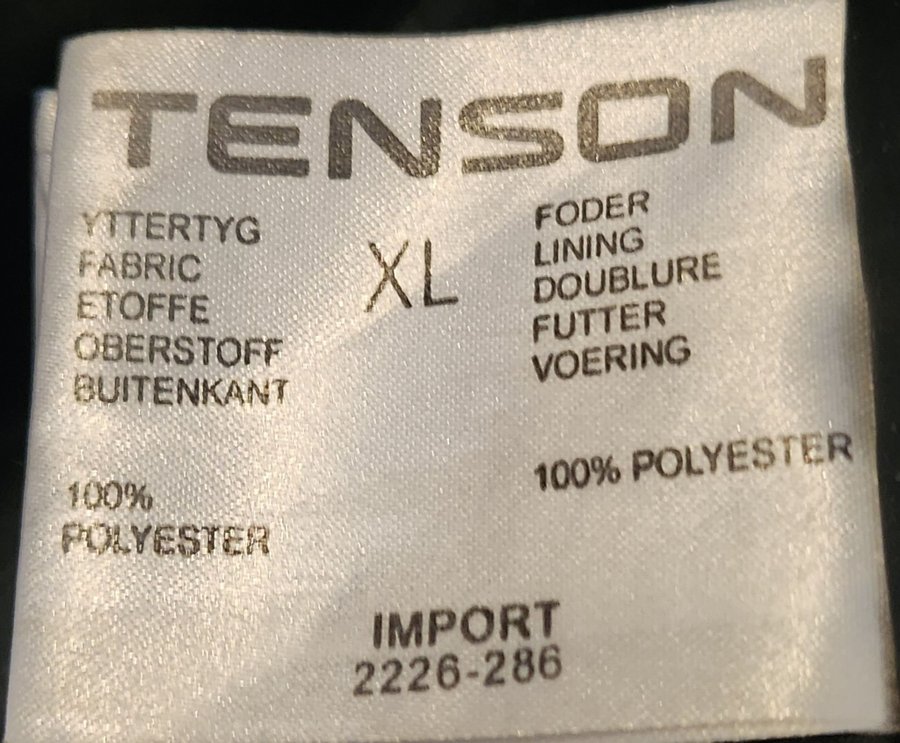 TENSON
YTTERTYG
FABRIC
ETOFFE
OBERSTOFF
BUITENKANT
100%
POLYESTER
XL
FODER
LINING
DOUBLURE
FUTTER
VOERING
100% POLYESTER
IMPORT
2226-286